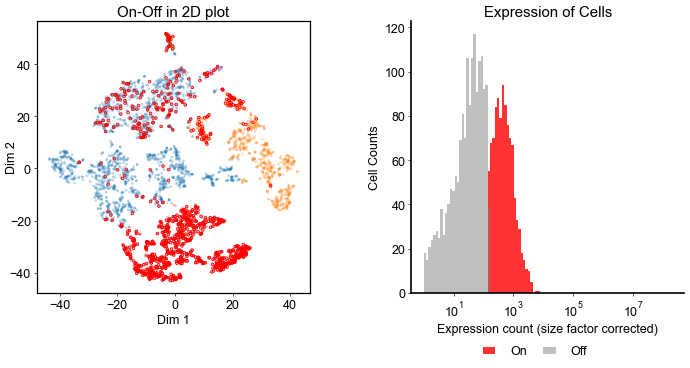 On-Off in 2D plot
Expression of Cells
Dim 2
40
20
0
−20
−40
−40 −20 0 20 40
Dim 1
Cell Counts
120
100
80
60
40
20
0
10^1 10^3 10^5 10^7
Expression count (size factor corrected)
On Off